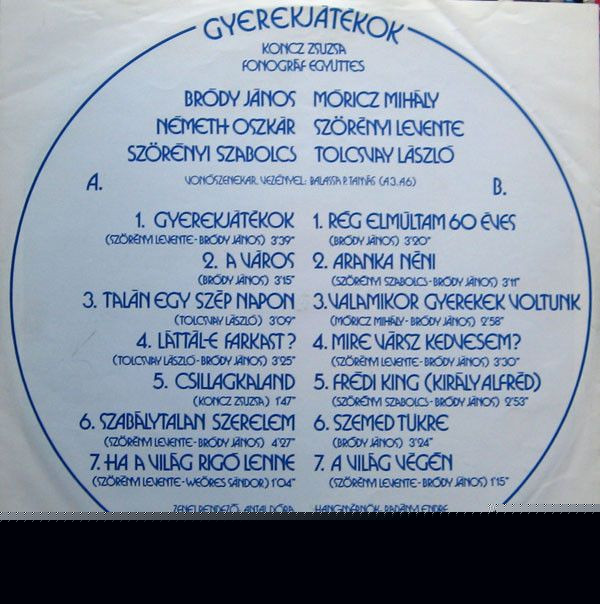 GYEREKJÁTÉKOK
KONCZ ZSUZSA
FONOGRÁF EGYÜTTES
BRÓDY JÁNOS MÓRICZ MIHÁLY
NÉMETH OSZKÁR SZÖRÉNYI LEVENTE
SZÖRÉNYI SZABOLCS TOLCSVAY LÁSZLÓ
VONÓSZENEKAR, VEZÉNYEL: BALASSA P. TAMÁS (A 3, A 6)
A.
1. GYEREKJÁTÉKOK
(SZÖRÉNYI LEVENTE-BRÓDY JÁNOS) 3'39"
2. A VÁROS
(BRÓDY JÁNOS) 3'15"
3. TALÁN EGY SZÉP NAPON
(TOLCSVAY LÁSZLÓ) 3'09"
4. LÁTTÁL-E FARKAST?
(TOLCSVAY LÁSZLÓ-BRÓDY JÁNOS) 3'25"
5. CSILLAGKALAND
(KONCZ ZSUZSA) 1'47"
6. SZABÁLYTALAN SZERELEM
(SZÖRÉNYI LEVENTE-BRÓDY JÁNOS) 4'27"
7. HA A VILÁG RIGÓ LENNE
(SZÖRÉNYI LEVENTE-WEÖRES SÁNDOR) 1'04"
B.
1. RÉG ELMÚLTAM 60 ÉVES
(BRÓDY JÁNOS) 3'20"
2. ARANKA NÉNI
(SZÖRÉNYI SZABOLCS-BRÓDY JÁNOS) 3'11"
3. VALAMIKOR GYEREKEK VOLTUNK
(MÓRICZ MIHÁLY-BRÓDY JÁNOS) 2'58"
4. MIRE VÁRSZ KEDVESEM?
(SZÖRÉNYI LEVENTE-BRÓDY JÁNOS) 3'30"
5. FRÉDI KING (KIRÁLY ALFRÉD)
(SZÖRÉNYI SZABOLCS-BRÓDY JÁNOS) 2'53"
6. SZEMED TÜKRE
(BRÓDY JÁNOS) 3'24"
7. A VILÁG VÉGÉN
(SZÖRÉNYI LEVENTE-BRÓDY JÁNOS) 1'15"
ZENEI RENDEZŐ: ANTAL DÓRA HANGMÉRNÖK: